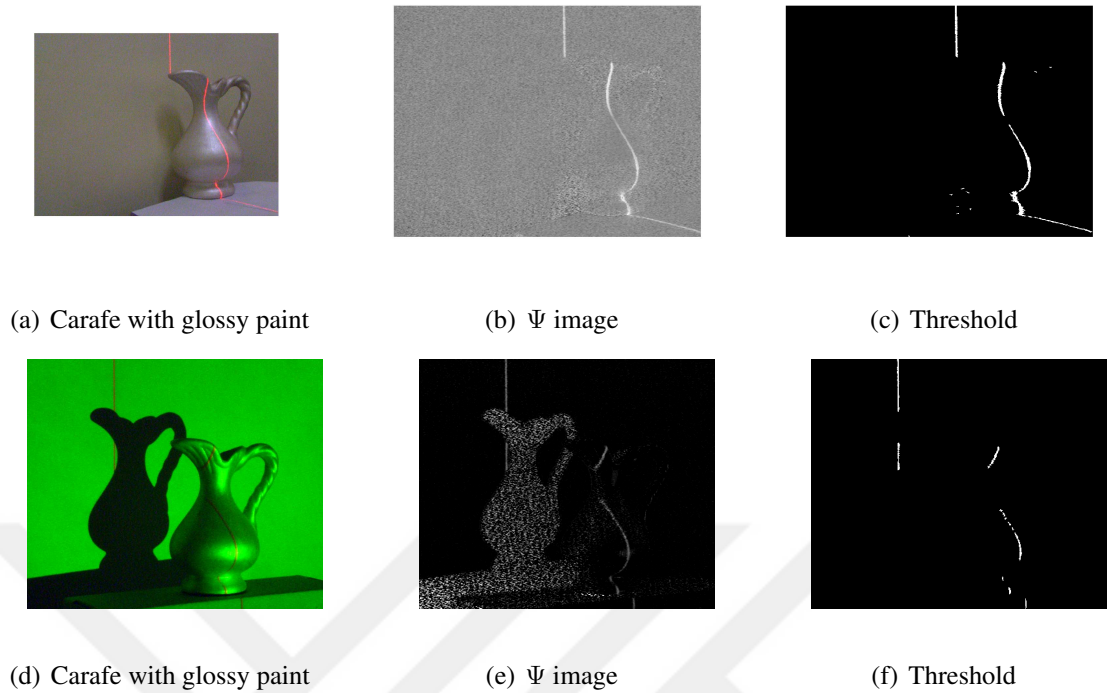 (a) Carafe with glossy paint
(b) Ψ image
(c) Threshold
(d) Carafe with glossy paint
(e) Ψ image
(f) Threshold